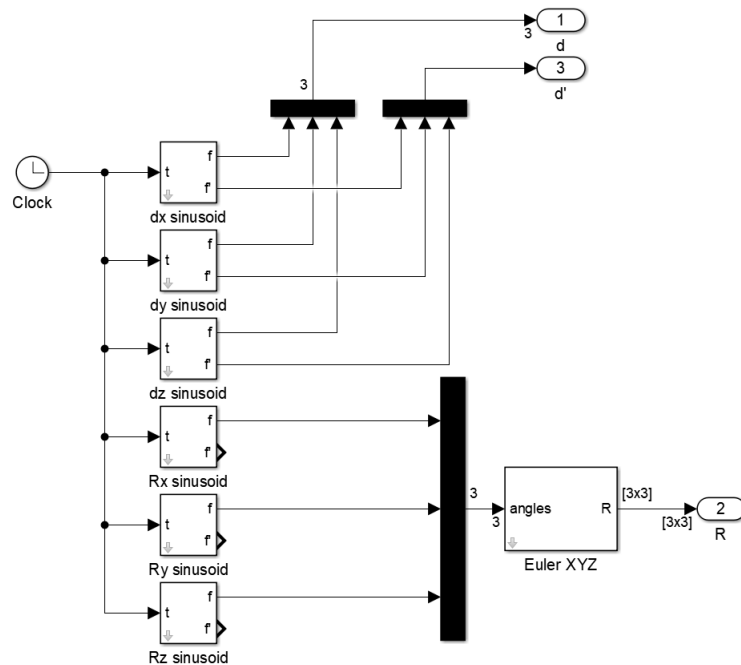 1
3
d
3
3
d'
Clock
t
f
f'
dx sinusoid
t
f
f'
dy sinusoid
t
f
f'
dz sinusoid
t
f
f'
Rx sinusoid
t
f
f'
Ry sinusoid
t
f
f'
Rz sinusoid
3
3
angles
R
Euler XYZ
[3x3]
[3x3]
2
R